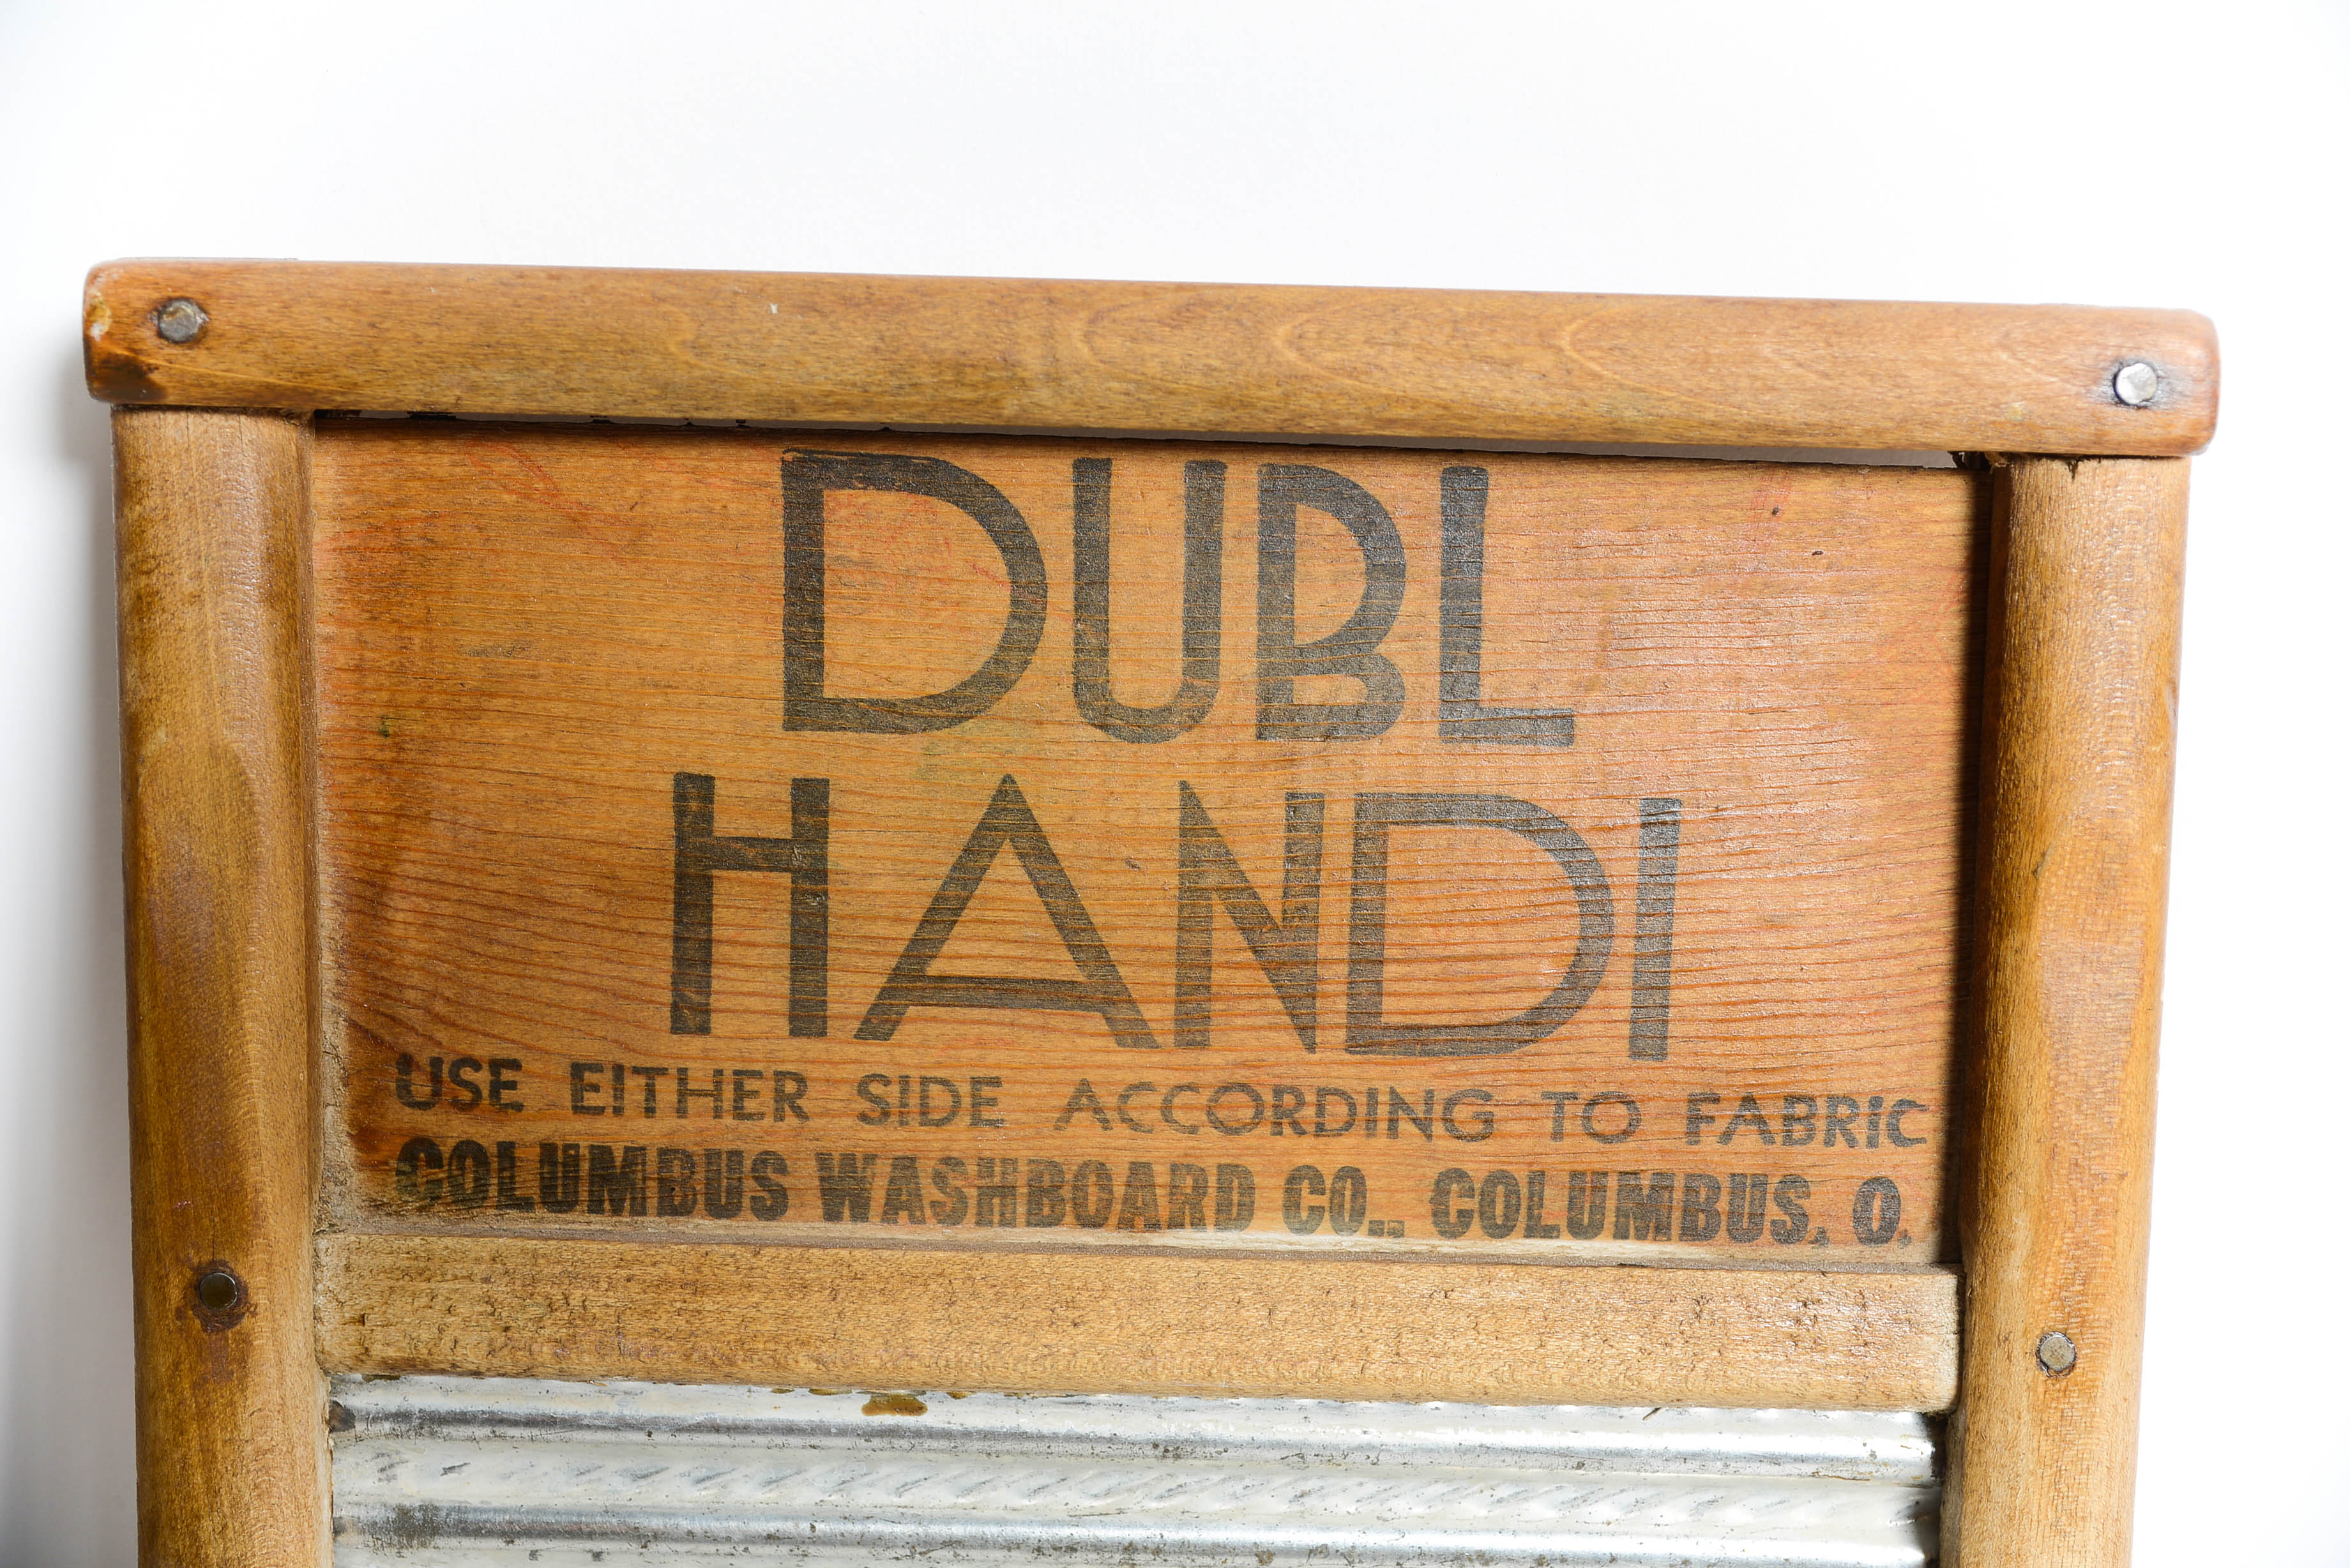 DUBL
HANDI
USE EITHER SIDE ACCORDING TO FABRIC
COLUMBUS WASHBOARD CO., COLUMBUS, O.